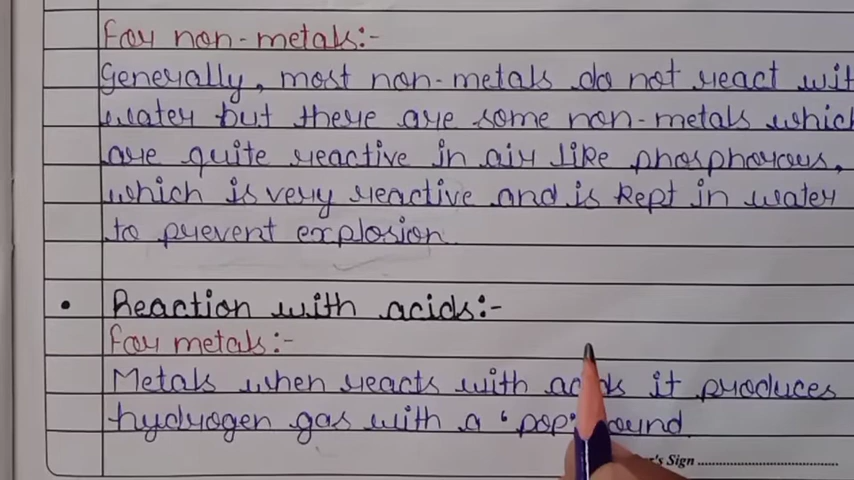 For non-metals:-
Generally, most non-metals do not react wit
water but there are some non-metals which
are quite reactive in air like phosphorous,
which is very reactive and is kept in water
to prevent explosion.
• Reaction with acids:-
For metals:-
Metals when reacts with acids it produces
hydrogen gas with a 'pop' sound
Sign